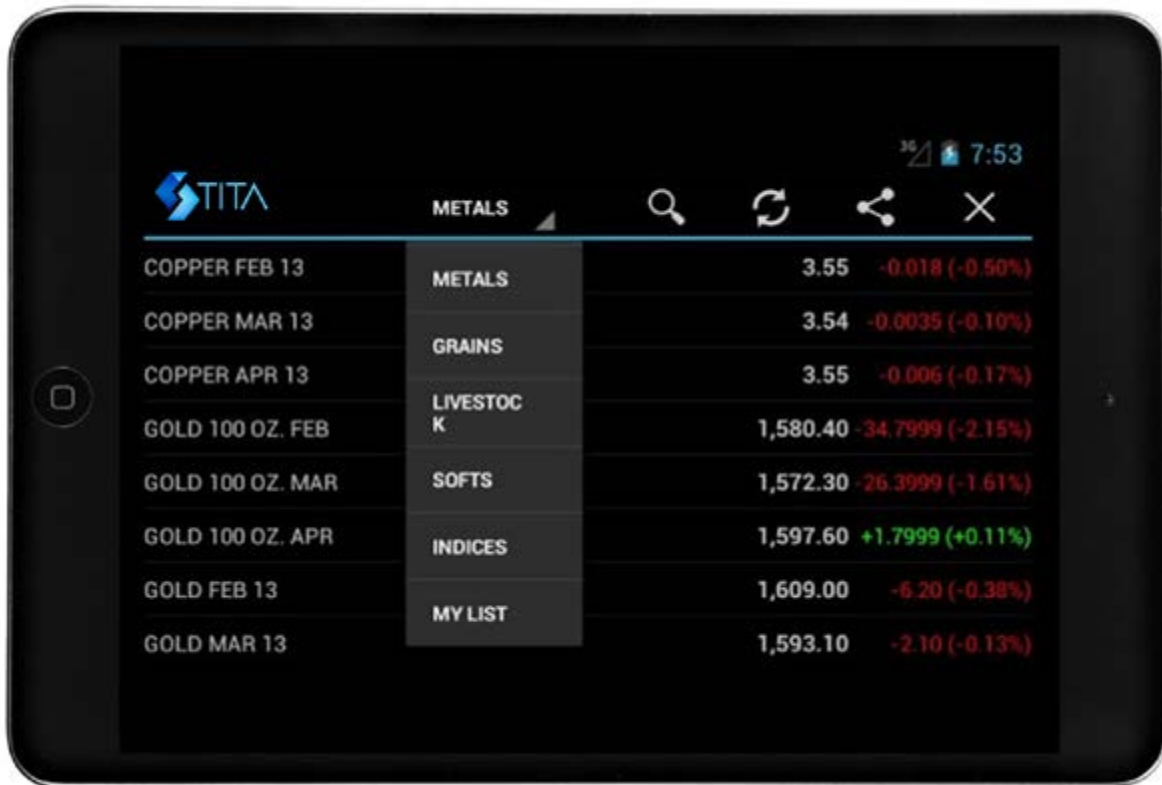 3G 7:53
TITA METALS
COPPER FEB 13 3.55 -0.018 (-0.50%)
METALS
COPPER MAR 13 3.54 -0.0035 (-0.10%)
GRAINS
COPPER APR 13 3.55 -0.006 (-0.17%)
LIVESTOC
K
GOLD 100 OZ. FEB 1,580.40 -34.7999 (-2.15%)
GOLD 100 OZ. MAR SOFTS 1,572.30 -26.3999 (-1.61%)
GOLD 100 OZ. APR 1,597.60 +1.7999 (+0.11%)
INDICES
GOLD FEB 13 1,609.00 -6.20 (-0.38%)
MY LIST
GOLD MAR 13 1,593.10 -2.10 (-0.13%)